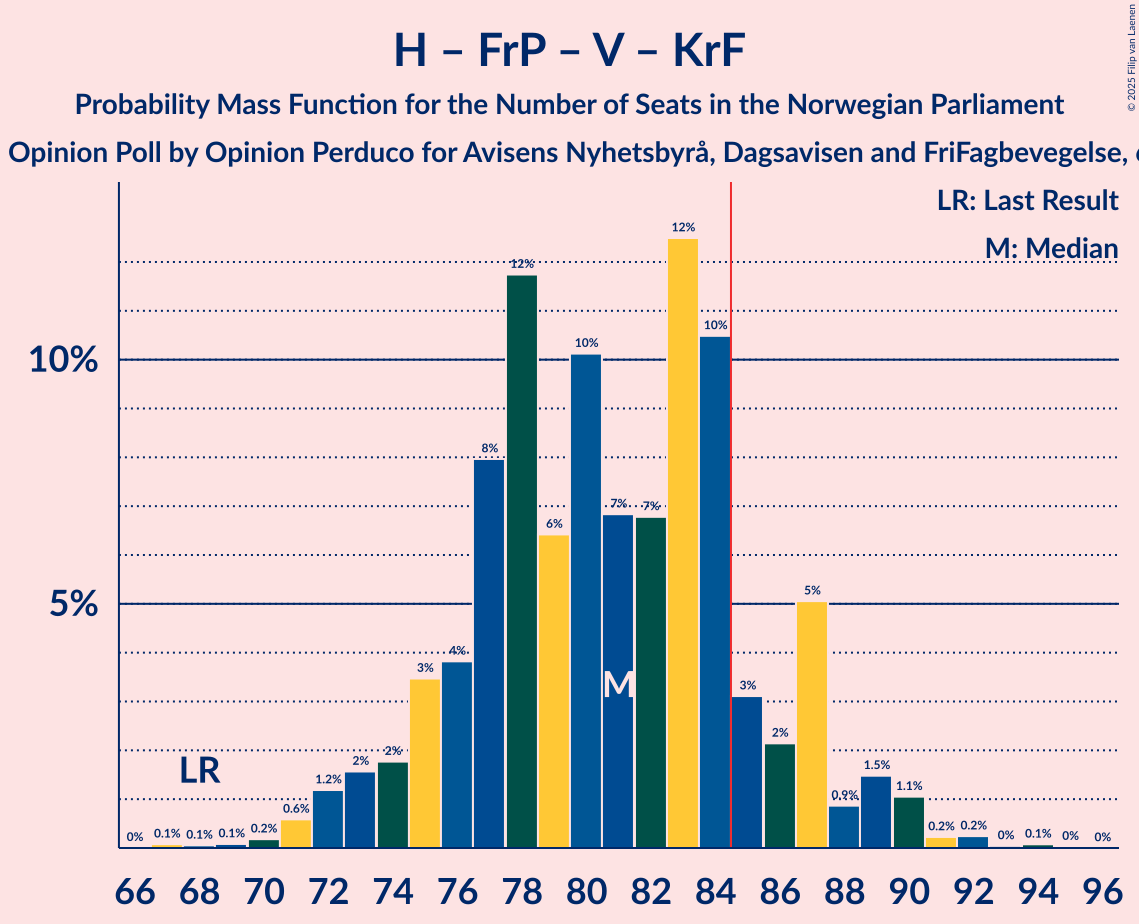 H – FrP – V – KrF
Probability Mass Function for the Number of Seats in the Norwegian Parliament
Opinion Poll by Opinion Perduco for Avisens Nyhetsbyrå, Dagsavisen and FriFagbevegelse,
© 2025 Filip van Laenen
LR: Last Result
M: Median
10%
5%
LR
M
0% 0.1% 0.1% 0.1% 0.2% 0.6% 1.2% 2% 2% 3% 4% 8% 12% 6% 10% 7% 7% 12% 10% 3% 2% 5% 0.9% 1.5% 1.1% 0.2% 0.2% 0% 0.1% 0% 0%
66 68 70 72 74 76 78 80 82 84 86 88 90 92 94 96